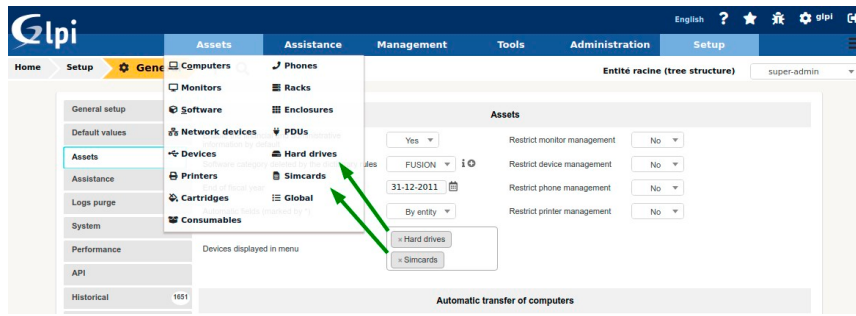 Glpi
English ? glpi
Assets Assistance Management Tools Administration Setup
Home Setup Gene
Entité racine (tree structure) super-admin
Computers Phones
Monitors Racks
Software Enclosures
Network devices PDUs
Devices Hard drives
Printers Simcards
Cartridges Global
Consumables
General setup
Default values
Assets
Assistance
Logs purge
System
Performance
API
Historical 1651
Assets
Yes Restrict monitor management No
FUSION Restrict device management No
31-12-2011 Restrict phone management No
By entity Restrict printer management No
Devices displayed in menu
× Hard drives
× Simcards
Automatic transfer of computers